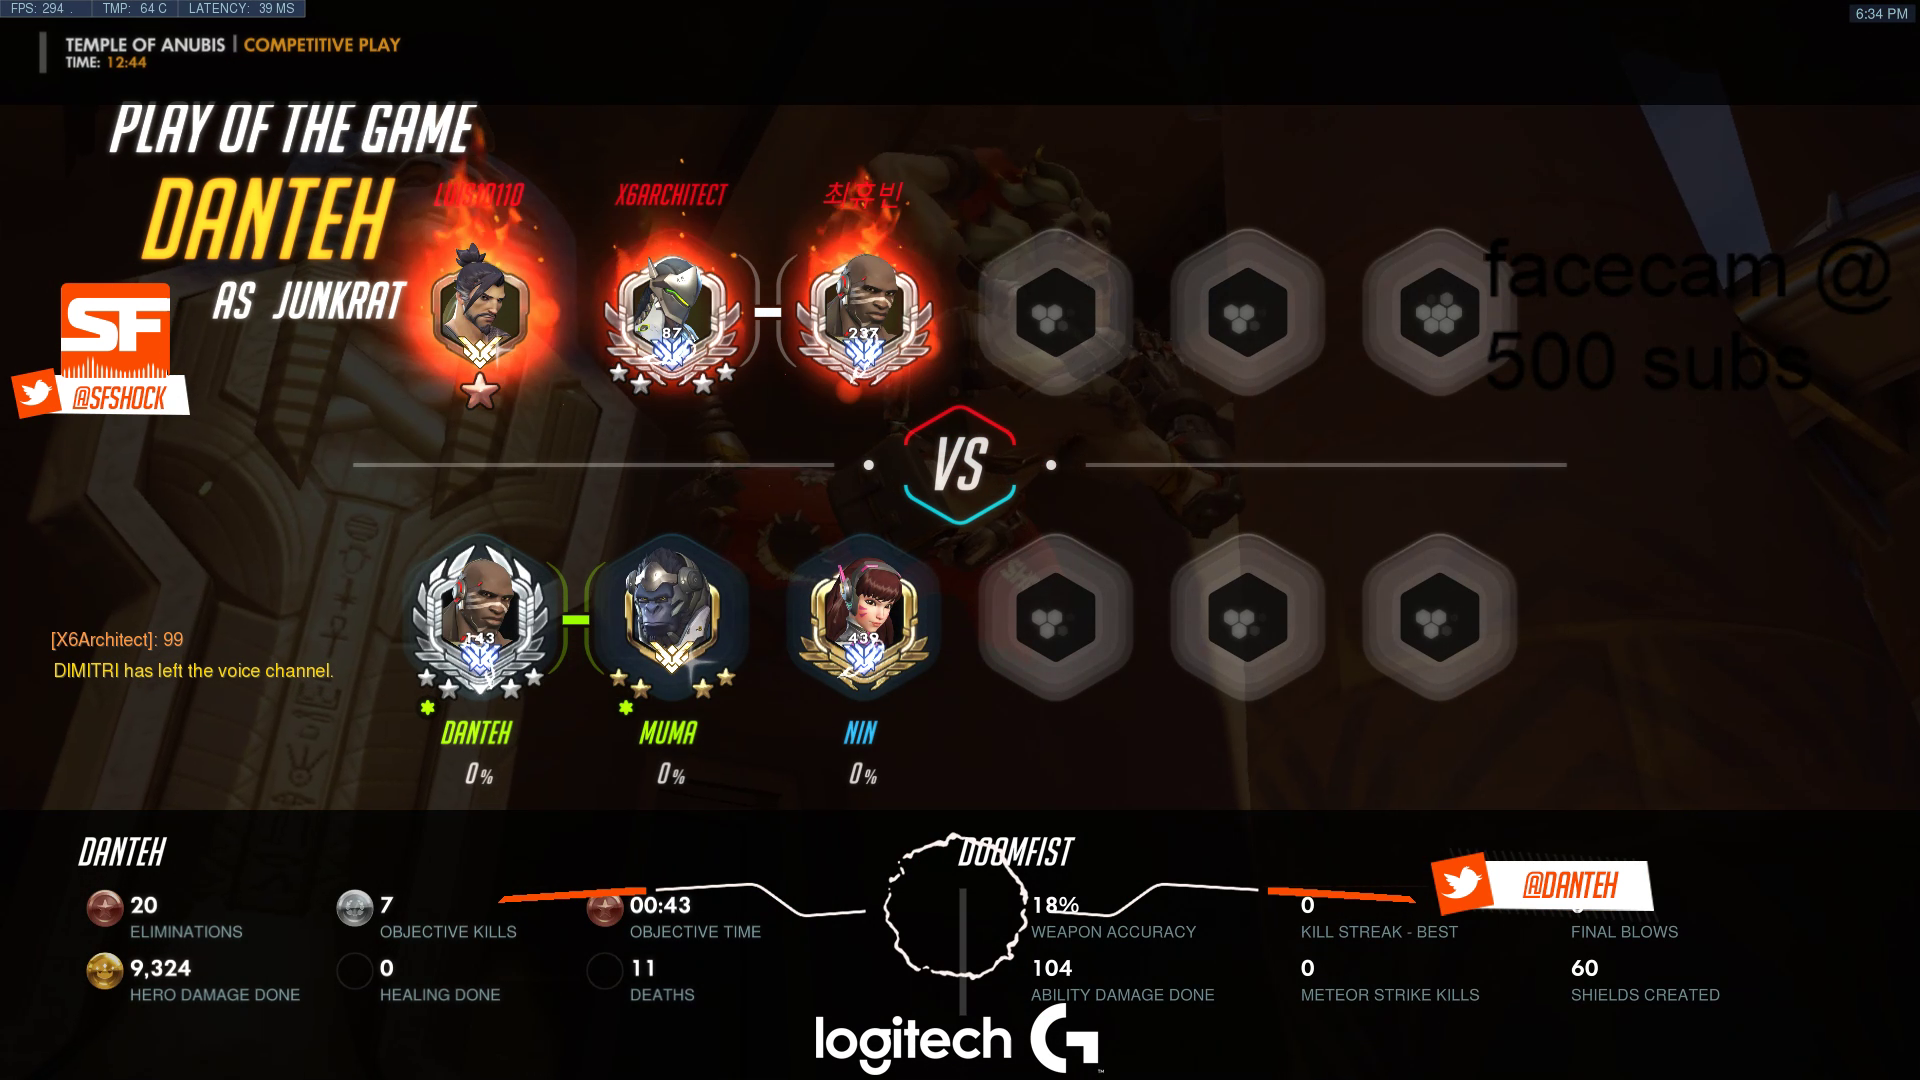 FPS: 294 . TMP: 64 C LATENCY: 39 MS
6:34 PM
TEMPLE OF ANUBIS | COMPETITIVE PLAY
TIME: 12:44
PLAY OF THE GAME
DANTEH
AS JUNKRAT
X6ARCHITECT
최휴빈.
SF
@SFSHOCK
87
237
facecam @
500 subs
VS
143
439
[X6Architect]: 99
DIMITRI has left the voice channel.
DANTEH
MUMA
NIN
0%
0%
0%
DANTEH
DOOMFIST
20
ELIMINATIONS
7
OBJECTIVE KILLS
00:43
OBJECTIVE TIME
18%
WEAPON ACCURACY
0
KILL STREAK - BEST
FINAL BLOWS
@DANTEH
9,324
HERO DAMAGE DONE
0
HEALING DONE
11
DEATHS
104
ABILITY DAMAGE DONE
0
METEOR STRIKE KILLS
60
SHIELDS CREATED
logitech G